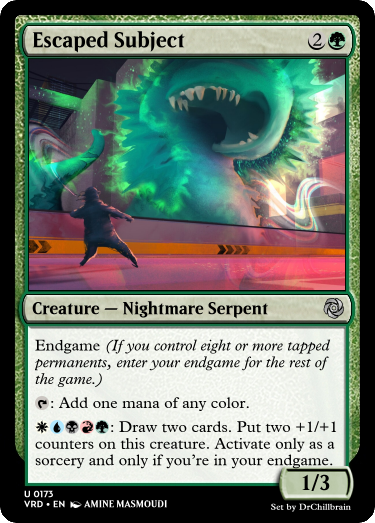 Escaped Subject 2
Creature — Nightmare Serpent
Endgame (If you control eight or more tapped
permanents, enter your endgame for the rest of
the game.)
: Add one mana of any color.
: Draw two cards. Put two +1/+1
counters on this creature. Activate only as a
sorcery and only if you're in your endgame.
1/3
U 0173
VRD • EN AMINE MASMOUDI
Set by DrChillbrain